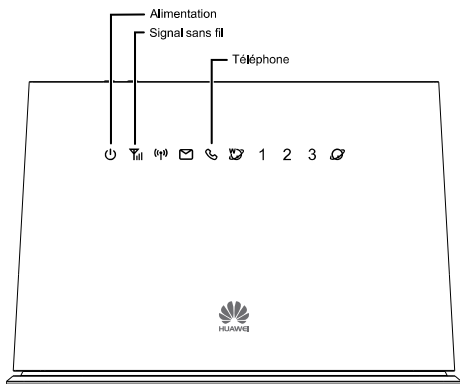 Alimentation
Signal sans fil
Téléphone
1 2 3
HUAWEI